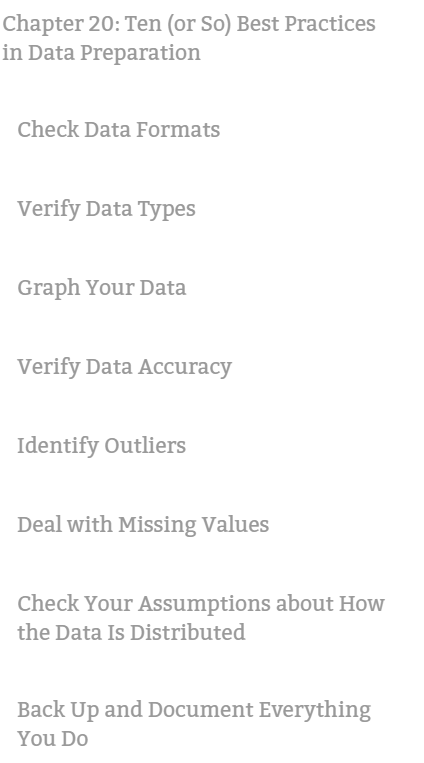 Chapter 20: Ten (or So) Best Practices
in Data Preparation
Check Data Formats
Verify Data Types
Graph Your Data
Verify Data Accuracy
Identify Outliers
Deal with Missing Values
Check Your Assumptions about How
the Data Is Distributed
Back Up and Document Everything
You Do